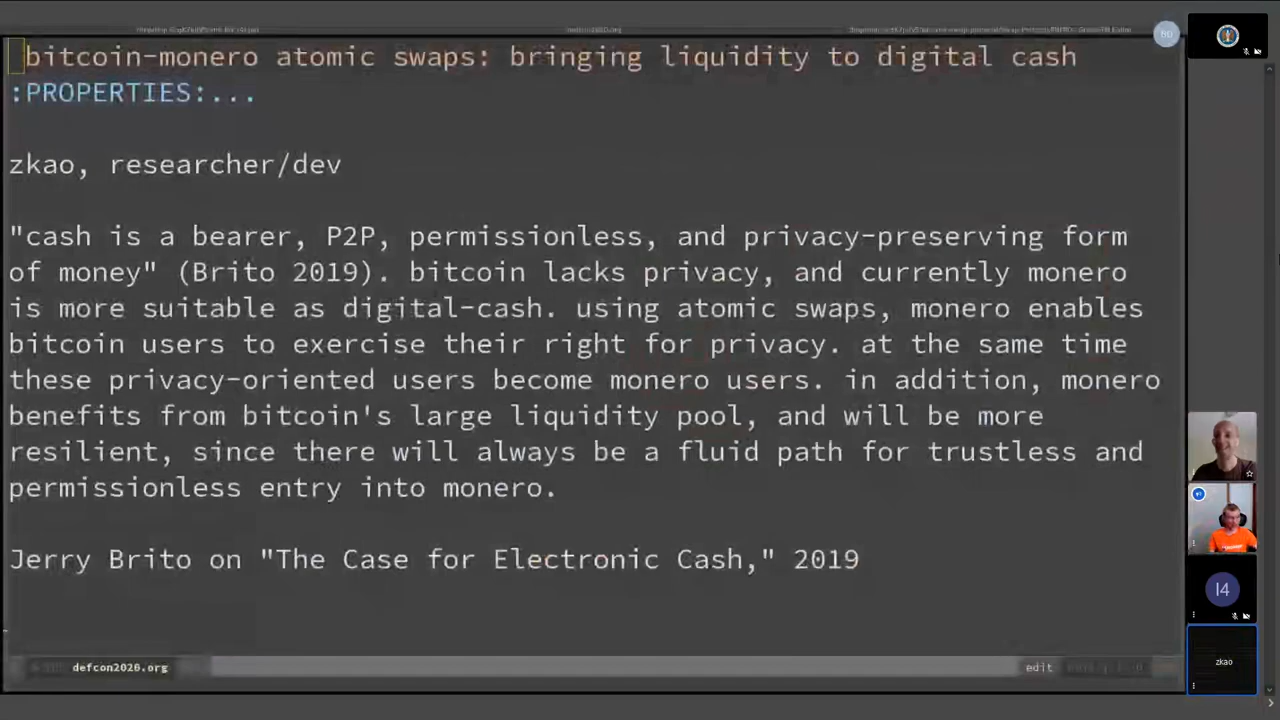 bitcoin-monero atomic swaps: bringing liquidity to digital cash
:PROPERTIES:...
zkao, researcher/dev
"cash is a bearer, P2P, permissionless, and privacy-preserving form
of money" (Brito 2019). bitcoin lacks privacy, and currently monero
is more suitable as digital-cash. using atomic swaps, monero enables
bitcoin users to exercise their right for privacy. at the same time
these privacy-oriented users become monero users. in addition, monero
benefits from bitcoin's large liquidity pool, and will be more
resilient, since there will always be a fluid path for trustless and
permissionless entry into monero.
Jerry Brito on "The Case for Electronic Cash," 2019
defcon2020.org
edit
I4
zkao